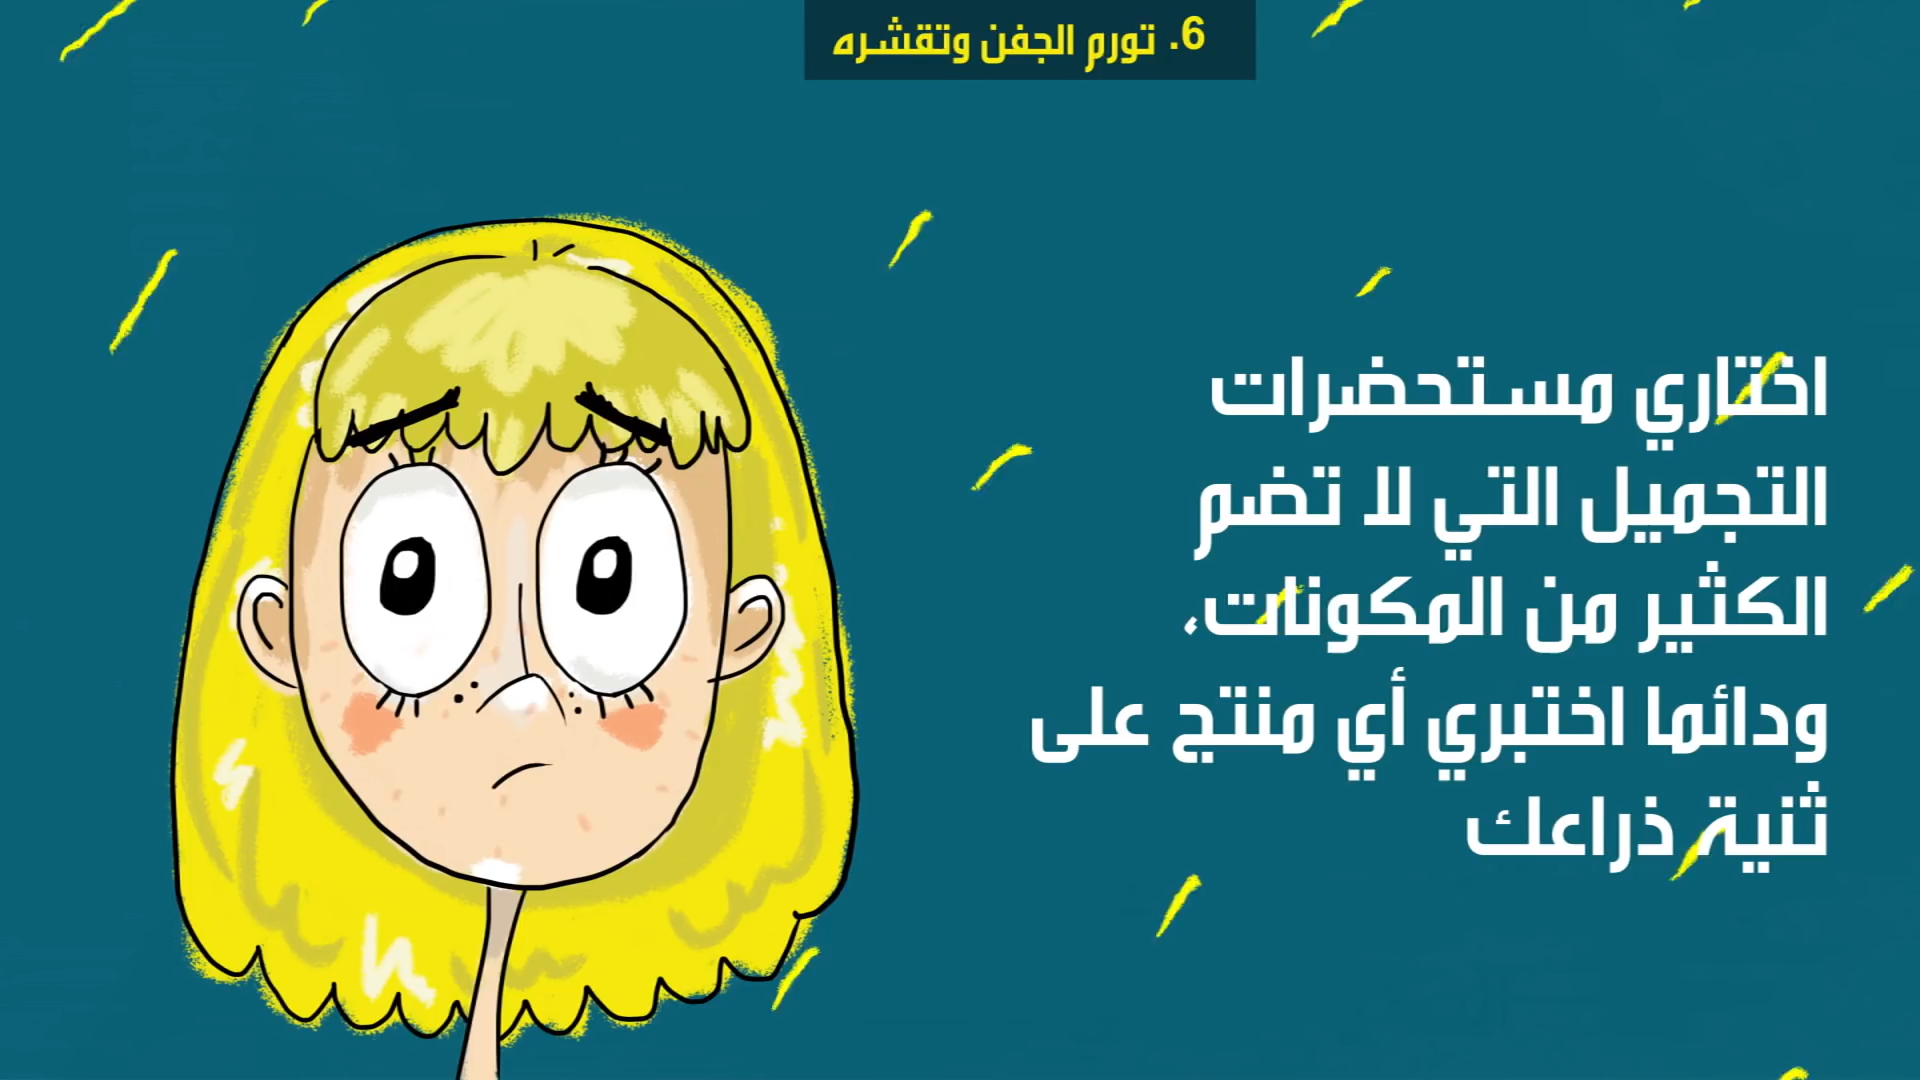 6. تورم الجفن وتقشره
اختاري مستحضرات
التجميل التي لا تضم
الكثير من المكونات،
ودائما اختبري أي منتج على
ثنية ذراعك